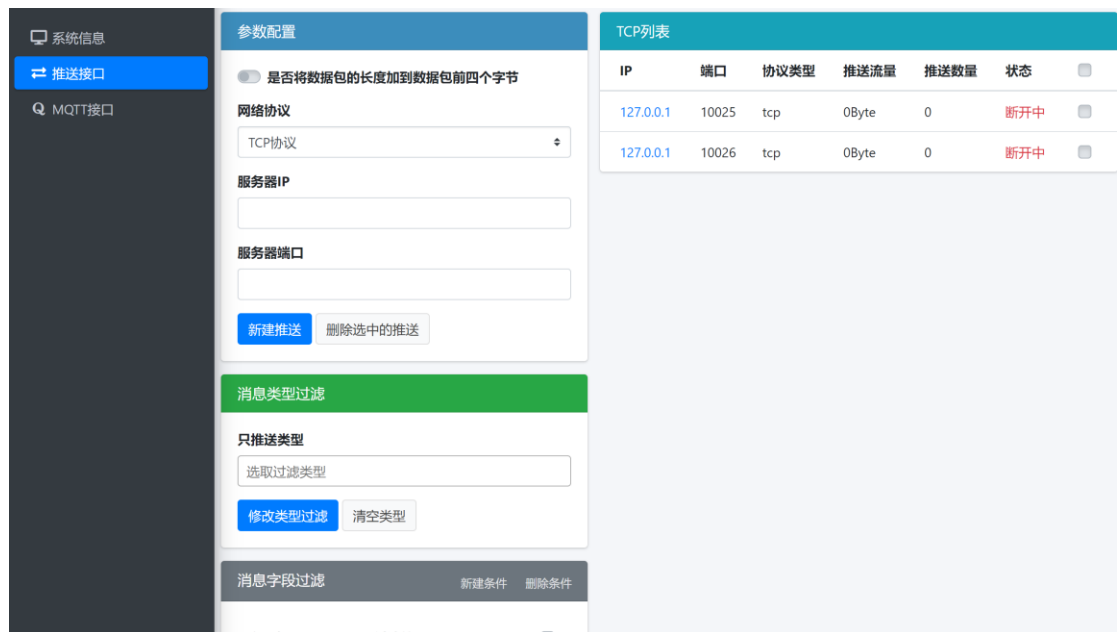 系统信息
推送接口
MQTT接口
参数配置
是否将数据包的长度加到数据包前四个字节
网络协议
TCP协议
服务器IP
服务器端口
新建推送 删除选中的推送
消息类型过滤
只推送类型
选取过滤类型
修改类型过滤 清空类型
消息字段过滤 新建条件 删除条件
TCP列表
IP 端口 协议类型 推送流量 推送数量 状态
127.0.0.1 10025 tcp 0Byte 0 断开中
127.0.0.1 10026 tcp 0Byte 0 断开中